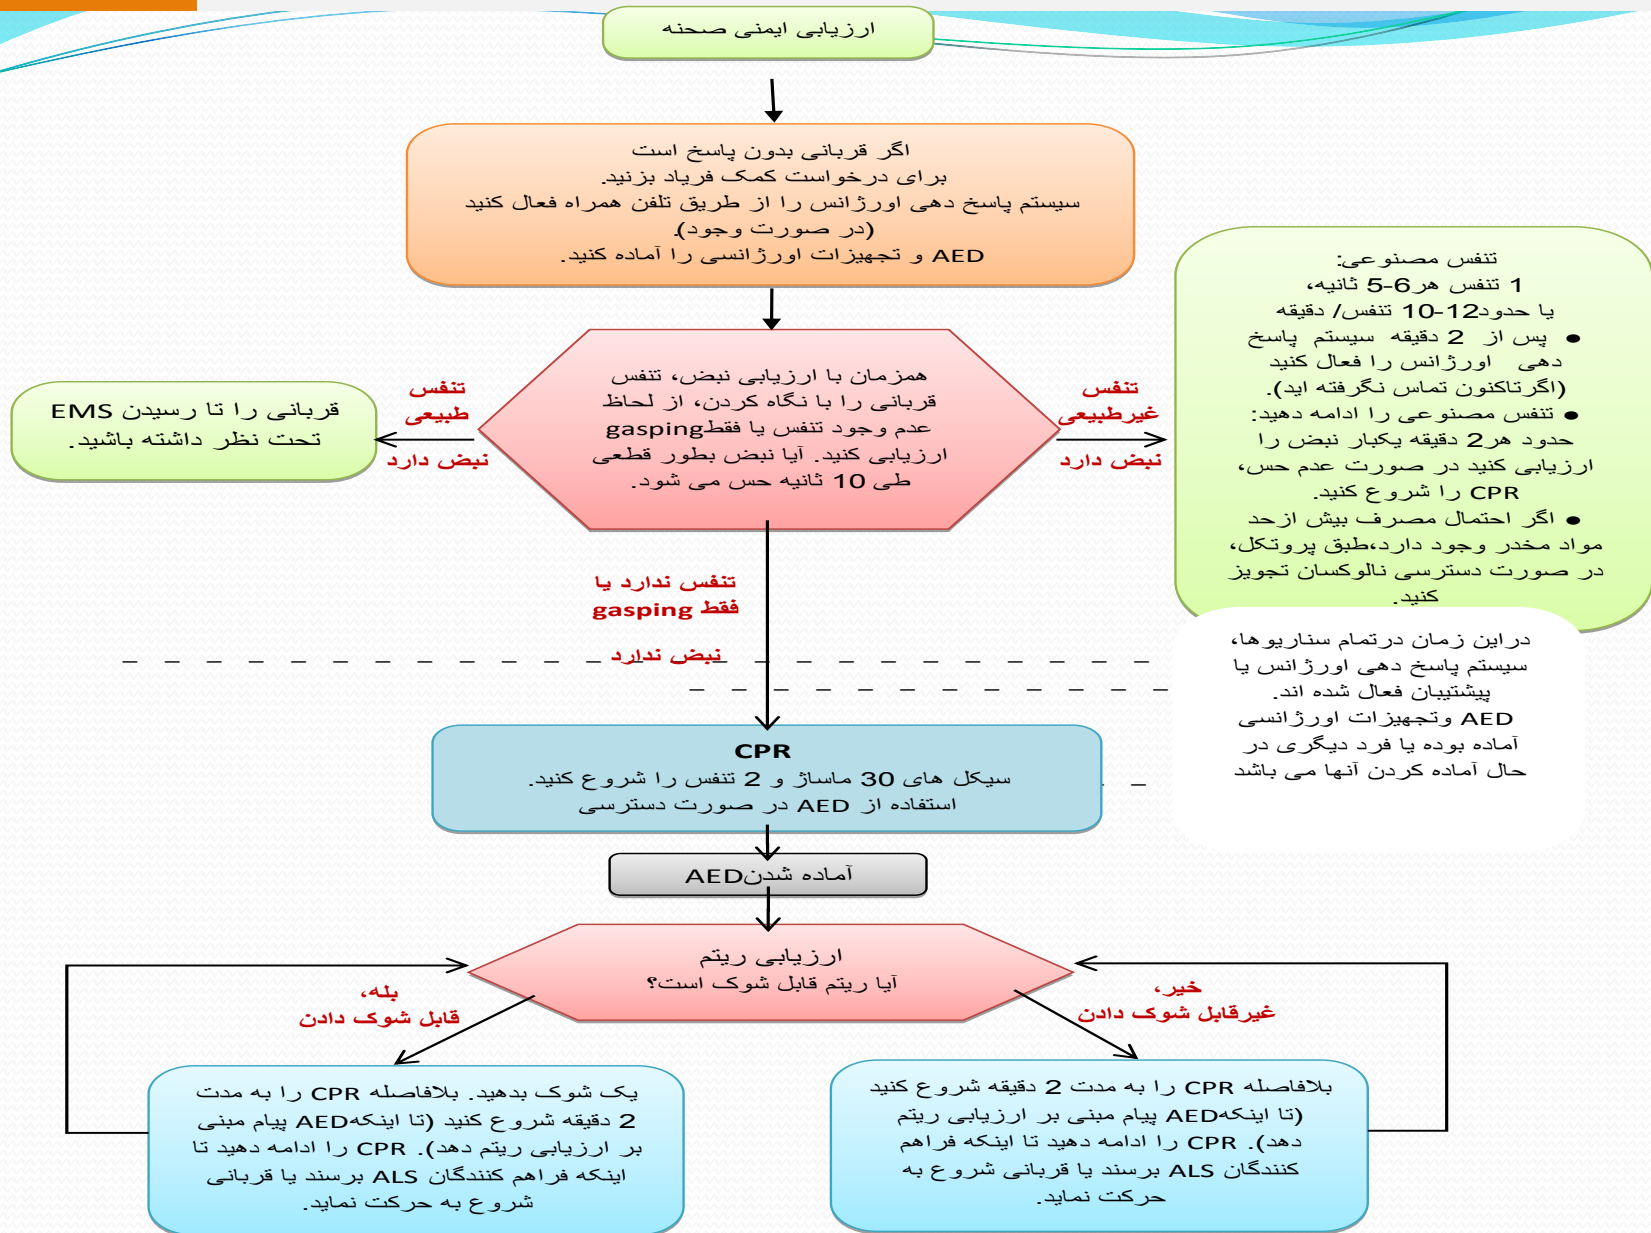 ارزیابی ایمنی صحنه
اگر قربانی بدون پاسخ است
برای درخواست کمک فریاد بزنید.
سیستم پاسخ دهی اورژانس را از طریق تلفن همراه فعال کنید
(در صورت وجود).
AED و تجهیزات اورژانسی را آماده کنید.
همزمان با ارزیابی نبض، تنفس
قربانی را با نگاه کردن، از لحاظ
عدم وجود تنفس یا فقطgasping
ارزیابی کنید. آیا نبض بطور قطعی
طی 10 ثانیه حس می شود.
تنفس
غیرطبیعی
نبض دارد
تنفس مصنوعی:
1 تنفس هر6-5 ثانیه،
یا حدود12-10 تنفس/ دقیقه
● پس از 2 دقیقه سیستم پاسخ
دهی اورژانس را فعال کنید
(اگرتاکنون تماس نگرفته اید).
● تنفس مصنوعی را ادامه دهید:
حدود هر2 دقیقه یکبار نبض را
ارزیابی کنید در صورت عدم حس،
CPR را شروع کنید.
● اگر احتمال مصرف بیش ازحد
مواد مخدر وجود دارد،طبق پروتکل،
در صورت دسترسی نالوکسان تجویز
کنید.
تنفس
طبیعی
نبض دارد
قربانی را تا رسیدن EMS
تحت نظر داشته باشید.
تنفس ندارد یا
فقط gasping
نبض ندارد
دراین زمان درتمام سناریوها،
سیستم پاسخ دهی اورژانس یا
پیشتیبان فعال شده اند.
AED وتجهیزات اورژانسی
آماده بوده یا فرد دیگری در
حال آماده کردن آنها می باشد
CPR
سیکل های 30 ماساژ و 2 تنفس را شروع کنید.
استفاده از AED در صورت دسترسی
آماده شدنAED
ارزیابی ریتم
آیا ریتم قابل شوک است؟
خیر،
غیرقابل شوک دادن
بلافاصله CPR را به مدت 2 دقیقه شروع کنید
(تا اینکهAED پیام مبنی بر ارزیابی ریتم
دهد). CPR را ادامه دهید تا اینکه فراهم
کنندگان ALS برسند یا قربانی شروع به
حرکت نماید.
بله،
قابل شوک دادن
یک شوک بدهید. بلافاصله CPR را به مدت
2 دقیقه شروع کنید (تا اینکهAED پیام مبنی
بر ارزیابی ریتم دهد). CPR را ادامه دهید تا
اینکه فراهم کنندگان ALS برسند یا قربانی
شروع به حرکت نماید.